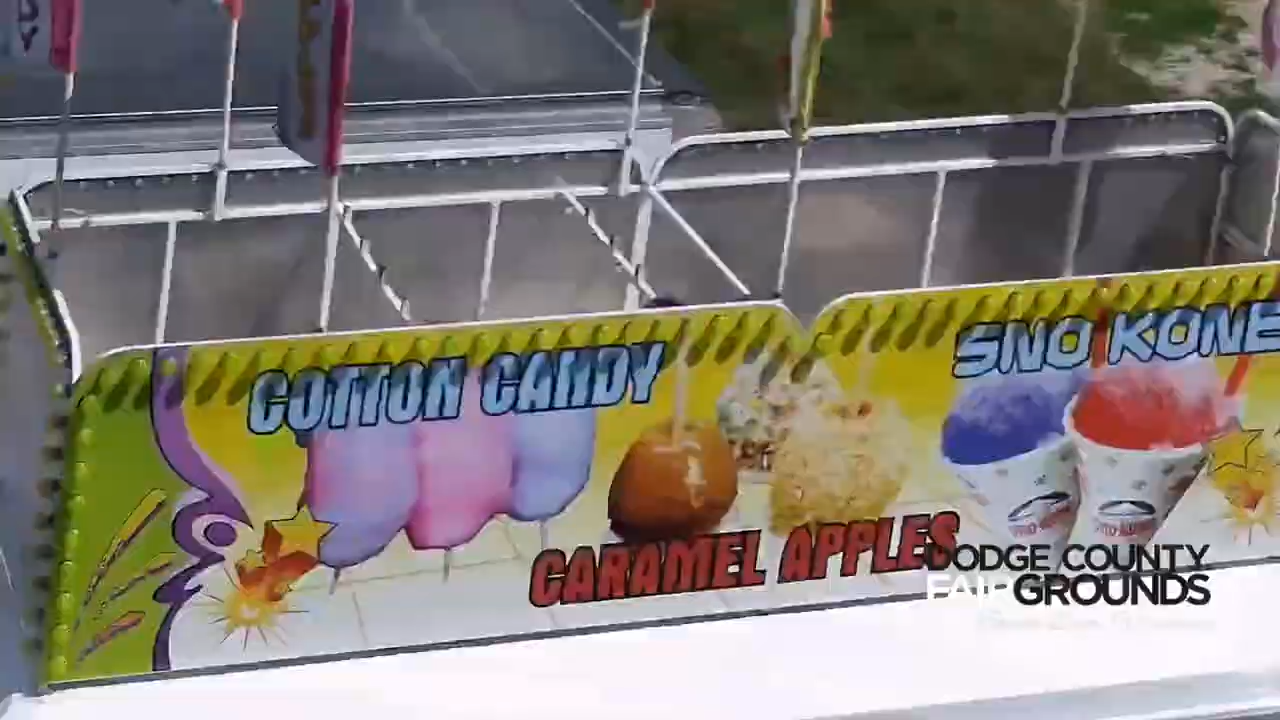 COTTON CANDY
SNO KONE
CARAMEL APPLES
DODGE COUNTY
FAIRGROUNDS